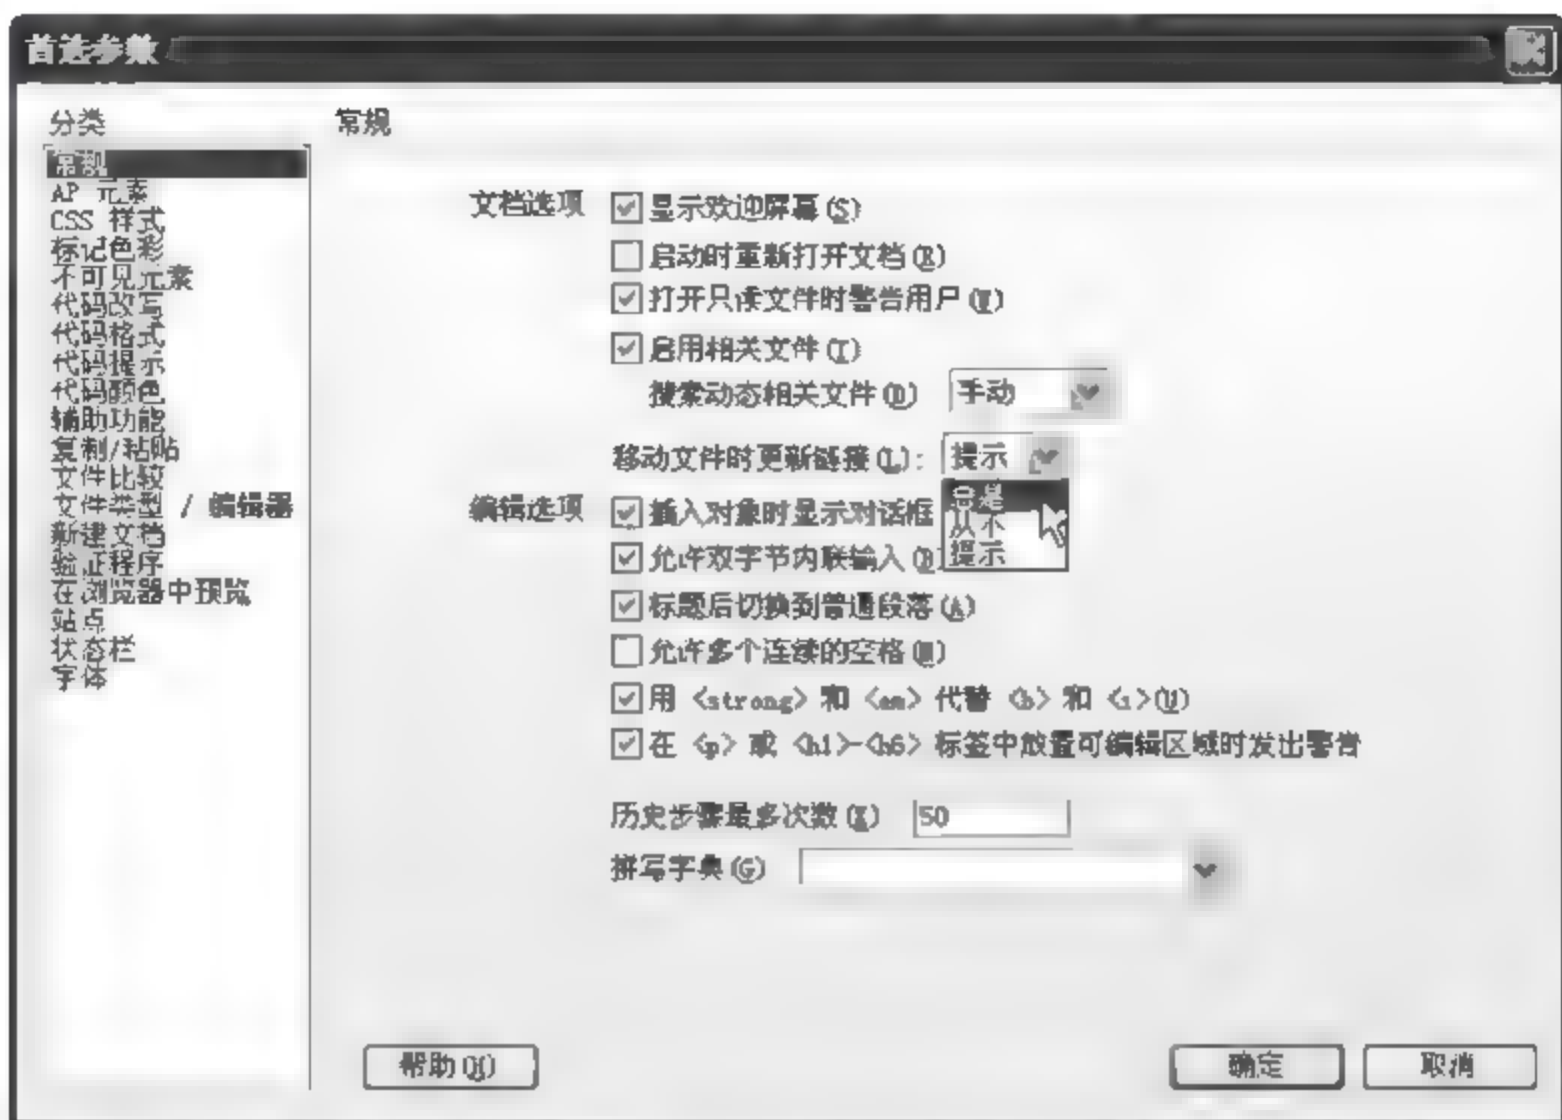 首选参数
分类
常规
AP 元素
CSS 样式
标记色彩
不可见元素
代码改写
代码格式
代码提示
代码颜色
辅助功能
复制/粘贴
文件比较
文件类型 / 编辑器
新建文档
验证程序
在浏览器中预览
站点
状态栏
字体
常规
文档选项 显示欢迎屏幕(S)
启动时重新打开文档(R)
打开只读文件时警告用户(W)
启用相关文件(T)
搜索动态相关文件(D) 手动
移动文件时更新链接(L): 提示
总是
从不
提示
编辑选项 插入对象时显示对话框
允许双字节内联输入(B)
标题后切换到普通段落(A)
允许多个连续的空格(M)
用 <strong> 和 <em> 代替 <b> 和 <i>(U)
在 <p> 或 <h1>-<h6> 标签中放置可编辑区域时发出警告
历史步骤最多次数(X) 50
拼写字典(G)
帮助(H) 确定 取消